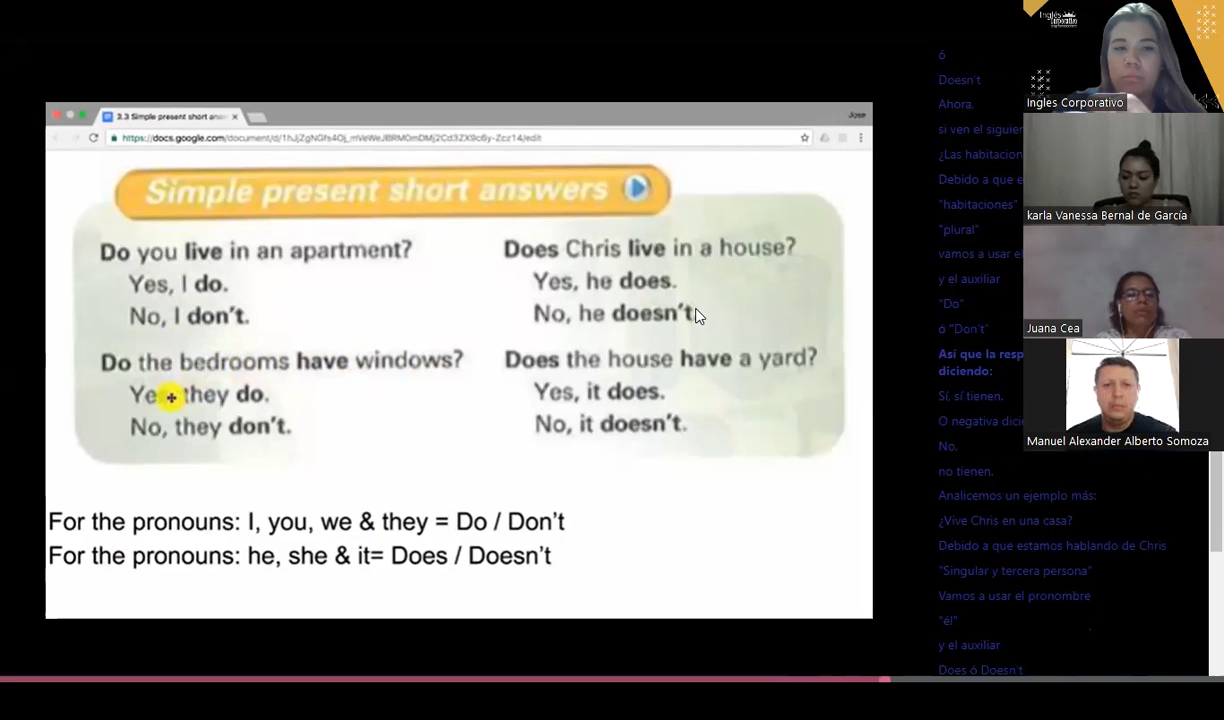 3.3 Simple present short ans
Jose
https://docs.google.com/document/d/
Simple present short answers
Do you live in an apartment?
Yes, I do.
No, I don't.
Do the bedrooms have windows?
they do.
No, they don't.
Does Chris live in a house?
Yes, he does.
No, he doesn't
Does the house have a yard?
Yes, it does.
No, it doesn't.
For the pronouns: I, you, we & they = Do / Don't
For the pronouns: he, she & it= Does / Doesn't
ó
Doesn't
Ahora,
si ven el siguien
¿Las habitacion
Debido a que e
"habitaciones"
"plural"
vamos a usar el
y el auxiliar
"Do"
ó "Don't"
Así que la resp
diciendo:
Sí, sí tienen.
O negativa dici
No.
no tienen.
Analicemos un ejemplo más:
¿Vive Chris en una casa?
Debido a que estamos hablando de Chris
"Singular y tercera persona"
Vamos a usar el pronombre
"él"
y el auxiliar
Does ó Doesn't
Inglés
Corporativo
Ingles Corporativo
karla Vanessa Bernal de García
Juana Cea
Manuel Alexander Alberto Somoza